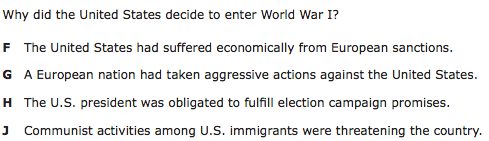 Why did the United States decide to enter World War I?
F The United States had suffered economically from European sanctions.
G A European nation had taken aggressive actions against the United States.
H The U.S. president was obligated to fulfill election campaign promises.
J Communist activities among U.S. immigrants were threatening the country.